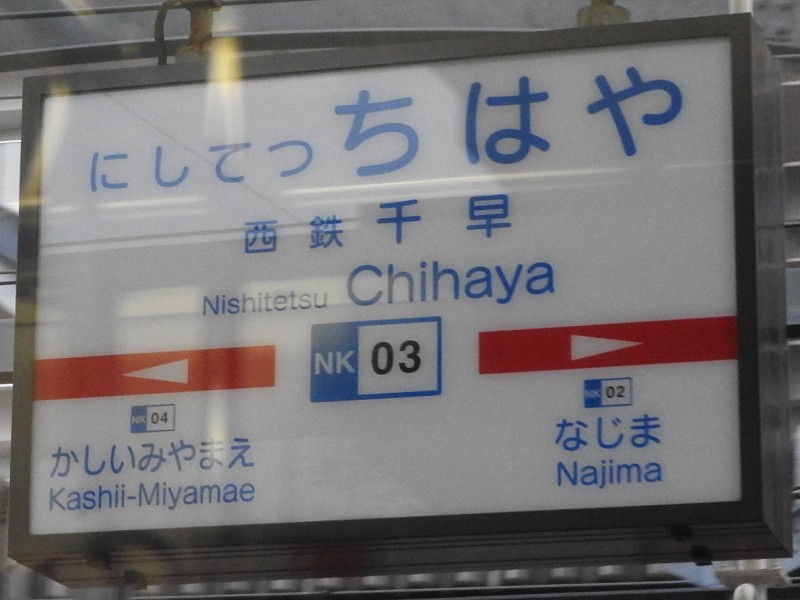 にしてつちはや
西鉄千早
Nishitetsu Chihaya
NK 03
NK 04
かしいみやまえ
Kashii-Miyamae
NK 02
なじま
Najima